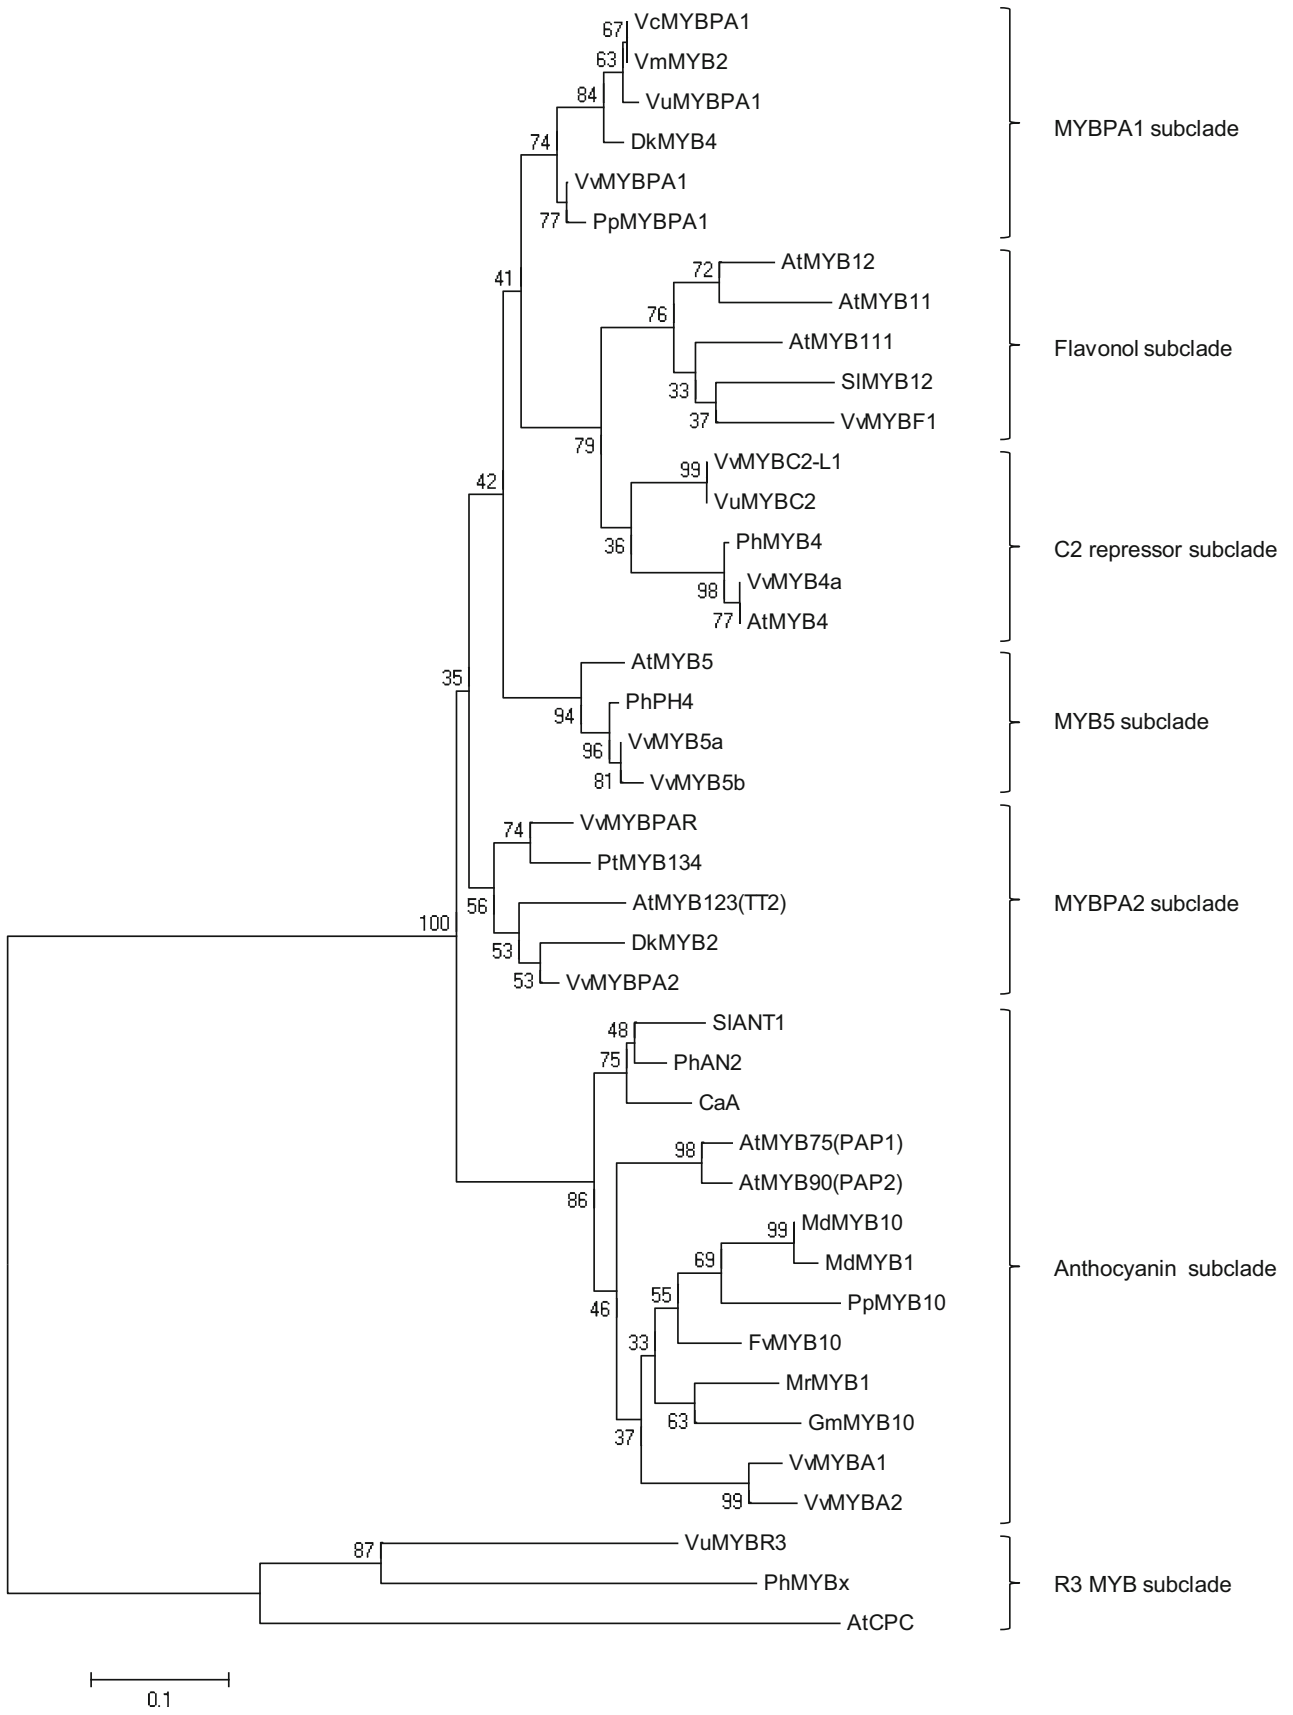 67 VcMYBPA1
63 VmMYB2
84 VuMYBPA1
MYBPA1 subclade
74 DkMYB4
VvMYBPA1
77 PpMYBPA1
72 AtMYB12
41
AtMYB11
76
AtMYB111
Flavonol subclade
33 SlMYB12
37 VvMYBF1
79
99 VvMYBC2-L1
42
VuMYBC2
36 PhMYB4
C2 repressor subclade
98 VvMYB4a
77 AtMYB4
AtMYB5
35
94 PhPH4
MYB5 subclade
96 VvMYB5a
81 VvMYB5b
74 VvMYBPAR
PtMYB134
56 AtMYB123(TT2)
MYBPA2 subclade
100
53 DkMYB2
53 VvMYBPA2
48 SlANT1
75 PhAN2
CaA
98 AtMYB75(PAP1)
AtMYB90(PAP2)
86
99 MdMYB10
69 MdMYB1
Anthocyanin subclade
55
46 PpMYB10
33 FvMYB10
MrMYB1
63 GmMYB10
37
VvMYBA1
99 VvMYBA2
87 VuMYBR3
PhMYBx
R3 MYB subclade
AtCPC
0.1